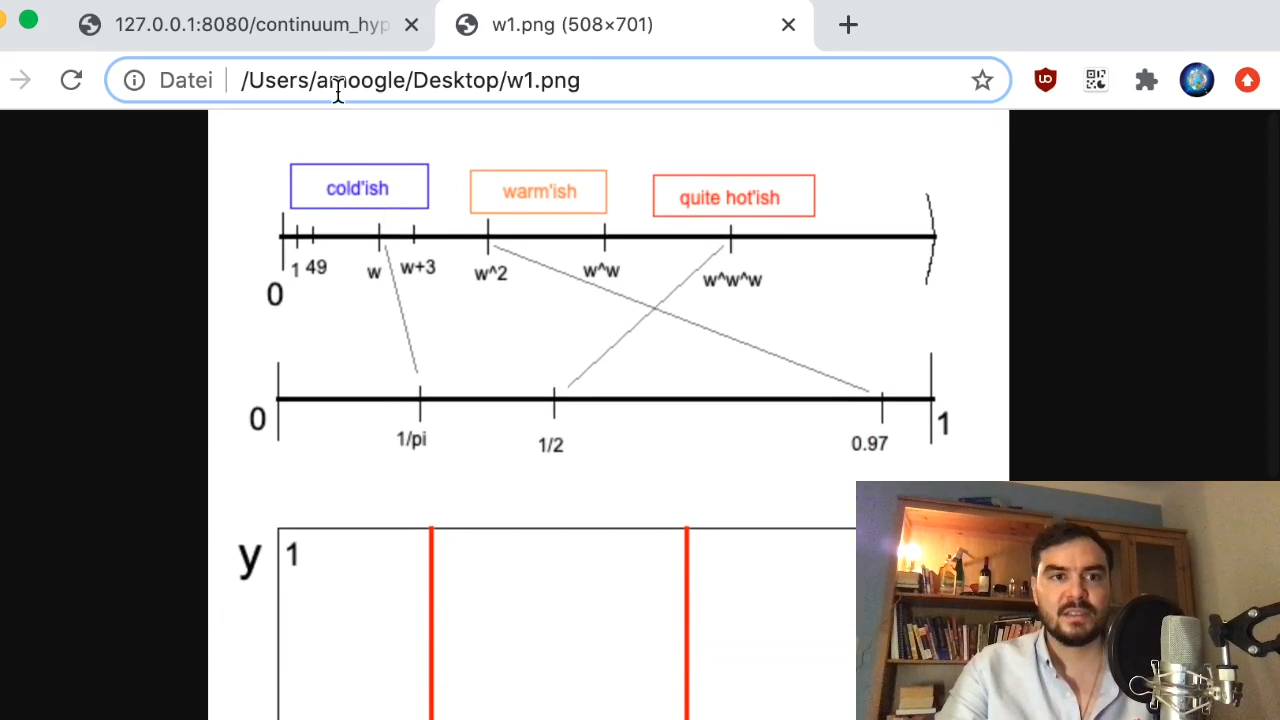 127.0.0.1:8080/continuum_hyp
w1.png (508×701)
Datei /Users/amoogle/Desktop/w1.png
cold'ish warm'ish quite hot'ish
0 1 49 w w+3 w^2 w^w w^w^w
0 1/pi 1/2 0.97 1
y 1